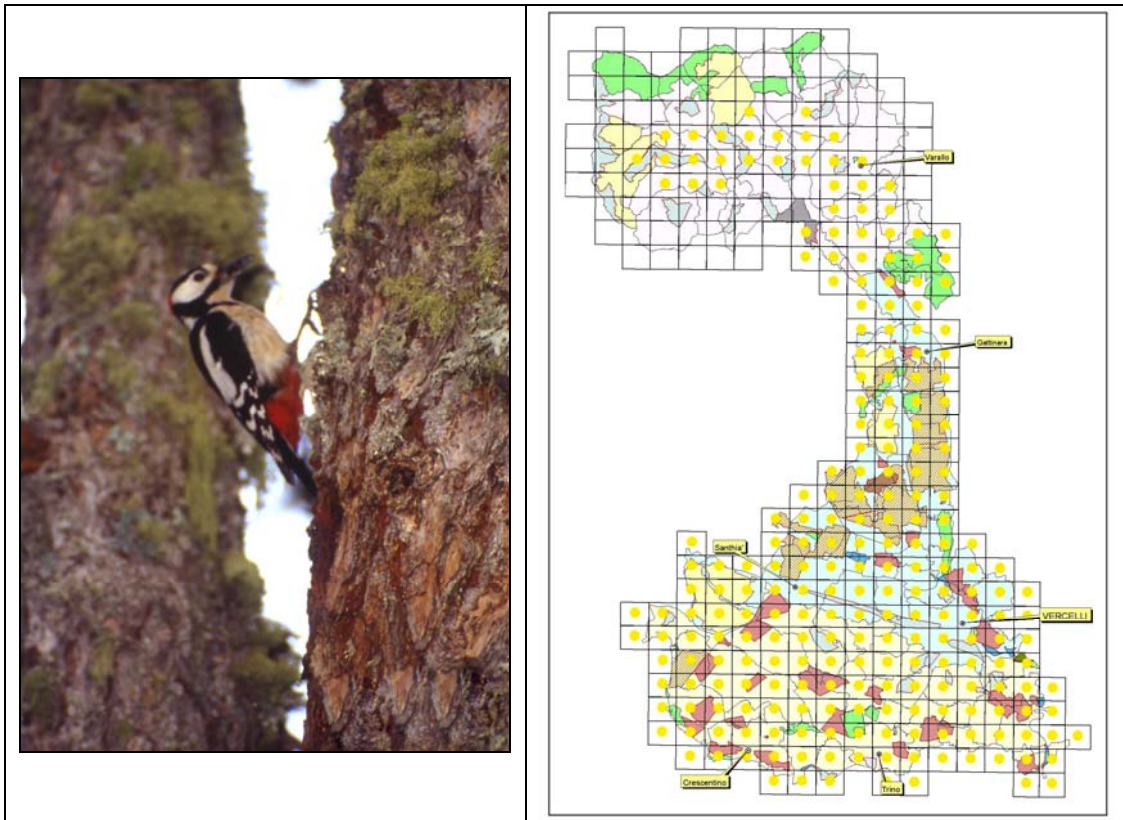 Varallo
Gattinara
Santhia'
VERCELLI
Crescentino
Trino